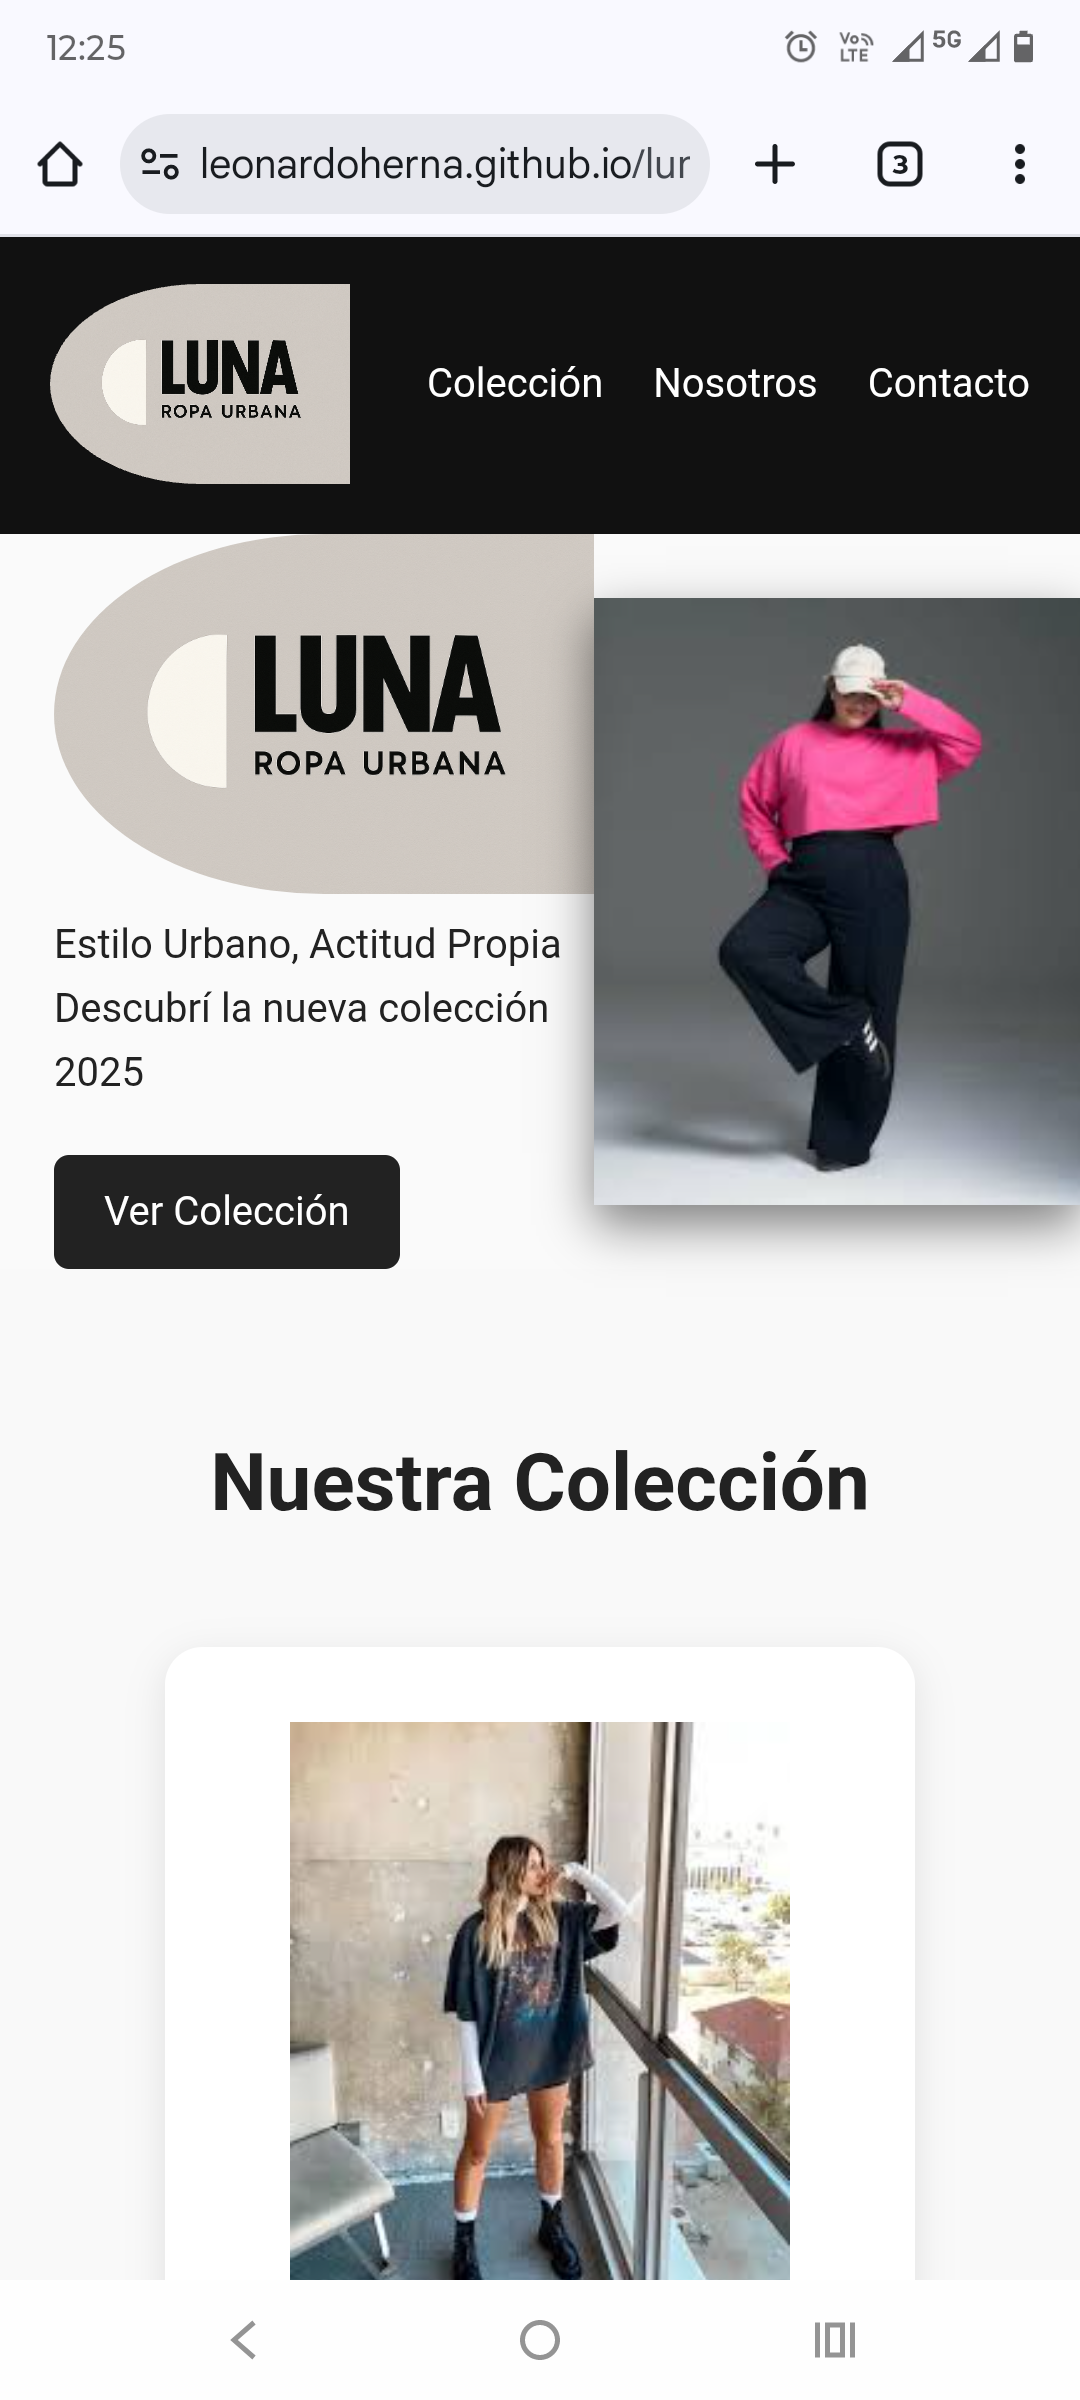 12:25
Vo LTE 5G
leonardoherna.github.io/lur
3
LUNA
ROPA URBANA
Colección Nosotros Contacto
LUNA
ROPA URBANA
Estilo Urbano, Actitud Propia
Descubrí la nueva colección
2025
Ver Colección
Nuestra Colección